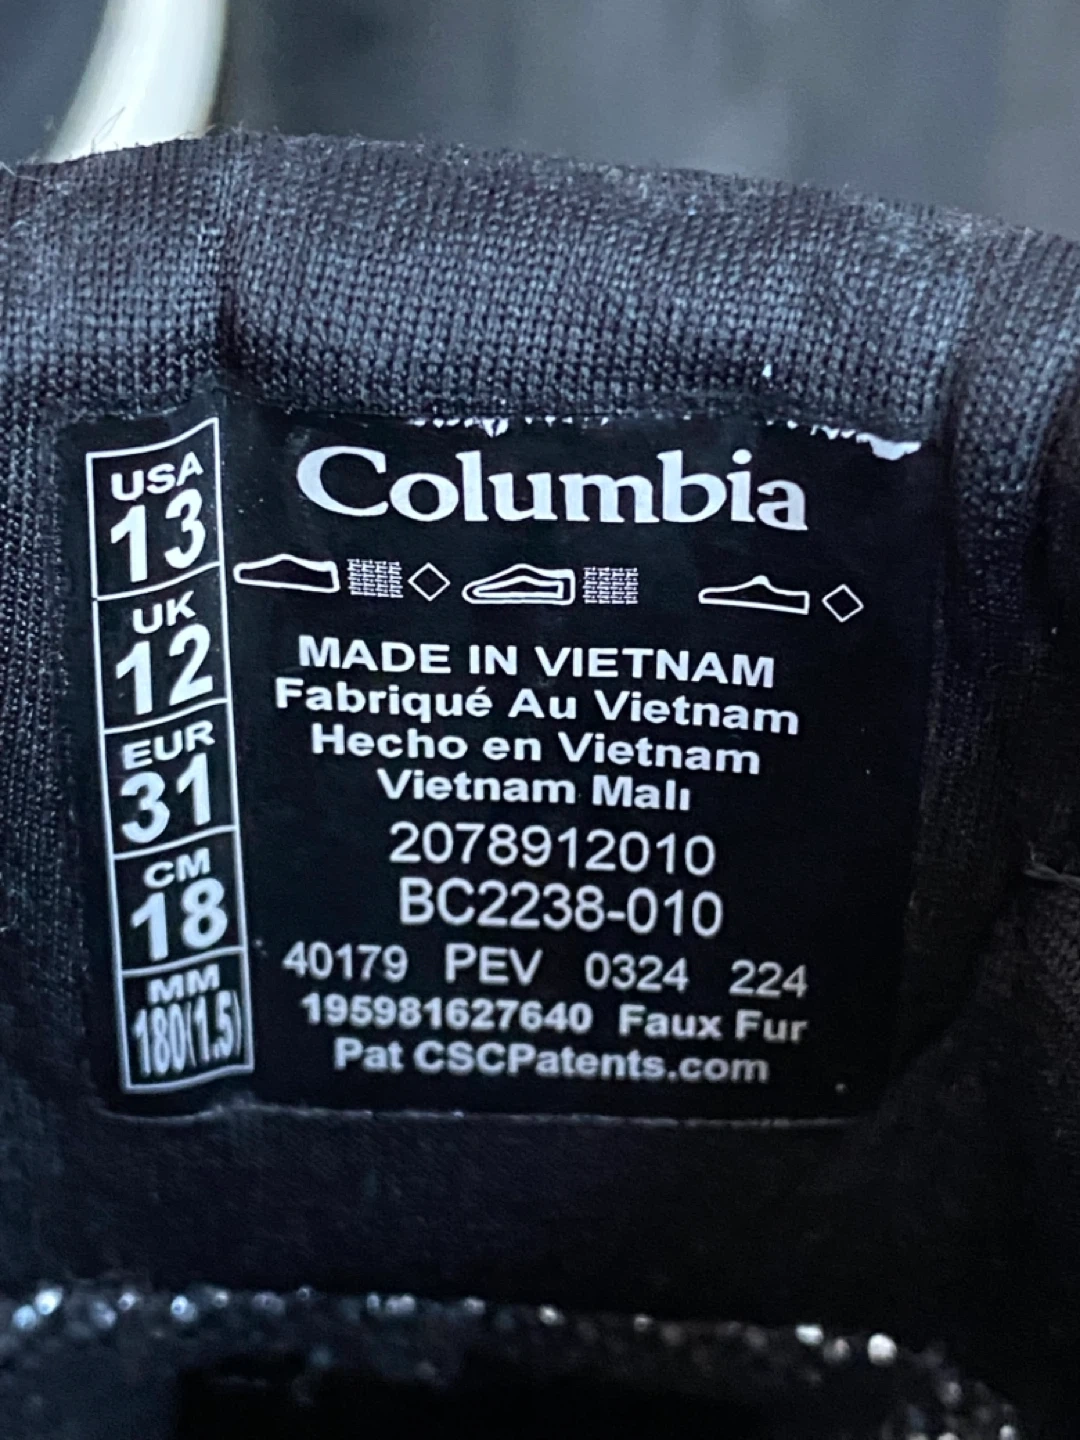 USA
13
UK
12
EUR
31
CM
18
MM
180(1.5)
Columbia
MADE IN VIETNAM
Fabriqué Au Vietnam
Hecho en Vietnam
Vietnam Malı
2078912010
BC2238-010
40179 PEV 0324 224
195981627640 Faux Fur
Pat CSCPatents.com